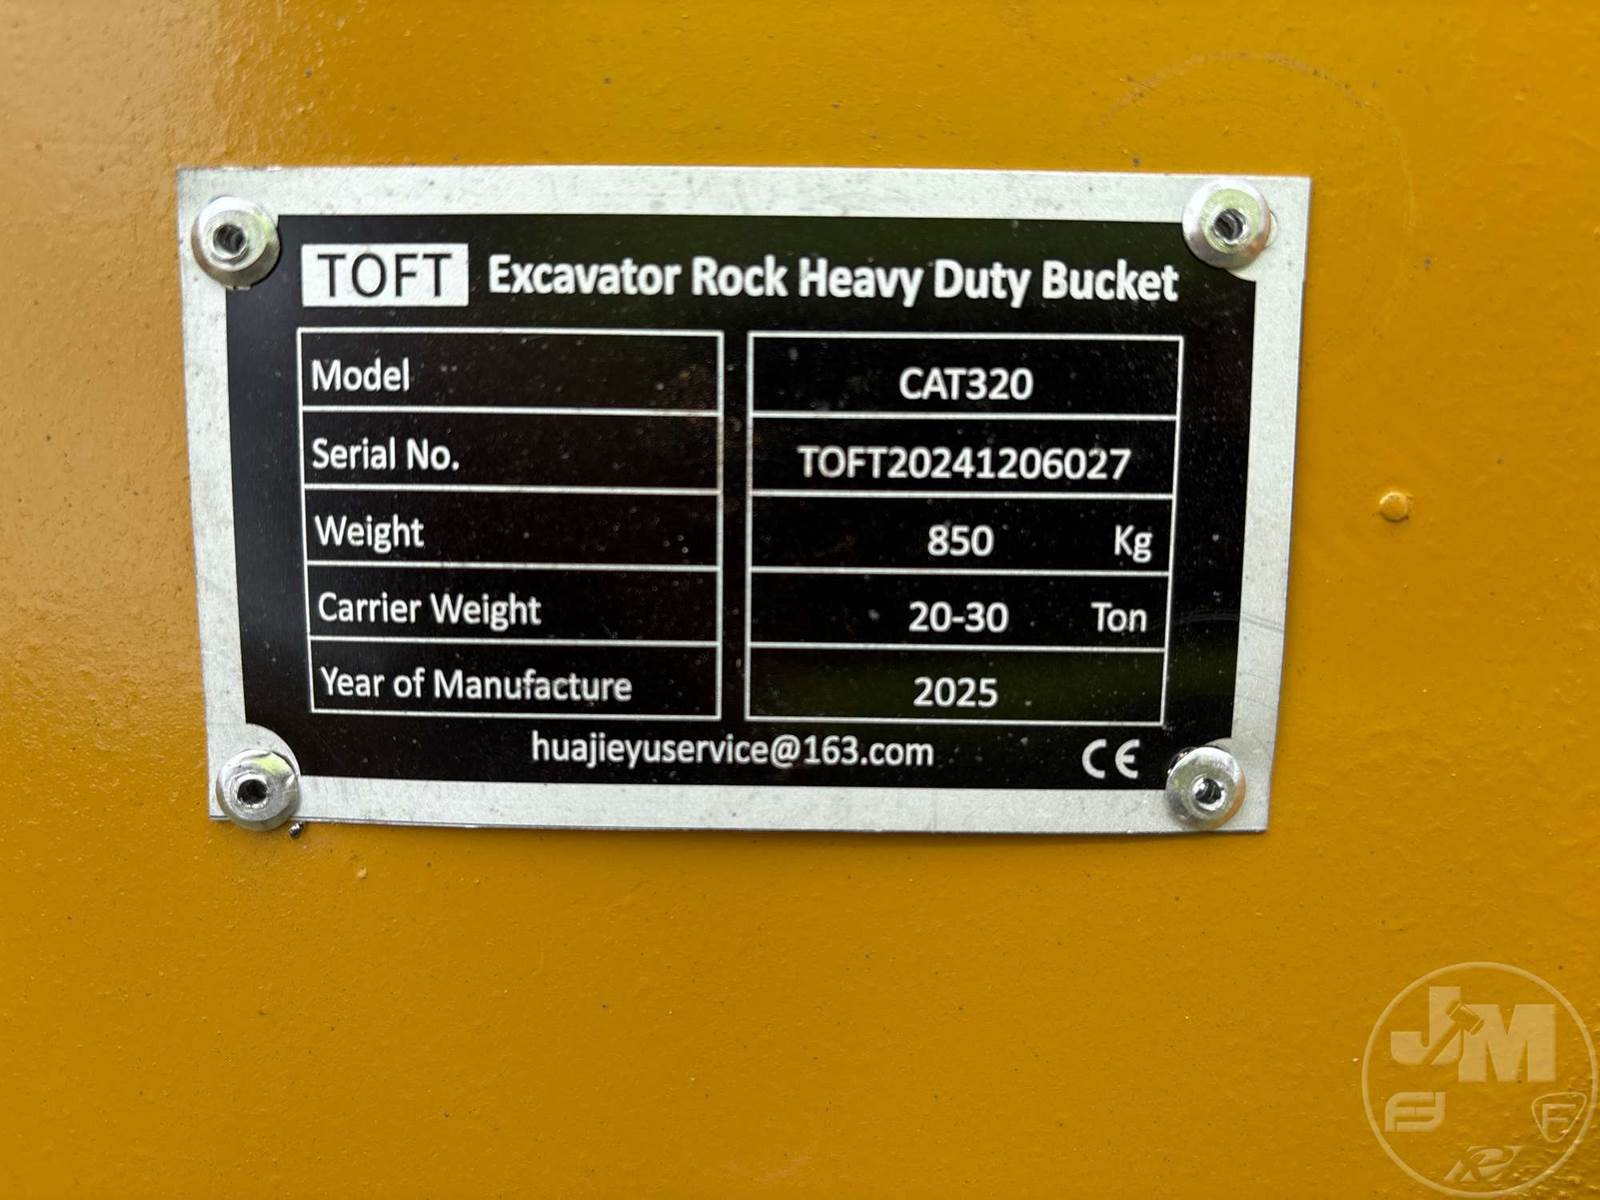 TOFT Excavator Rock Heavy Duty Bucket
Model CAT320
Serial No. TOFT20241206027
Weight 850 Kg
Carrier Weight 20-30 Ton
Year of Manufacture 2025
huajieyuservice@163.com CE
JM